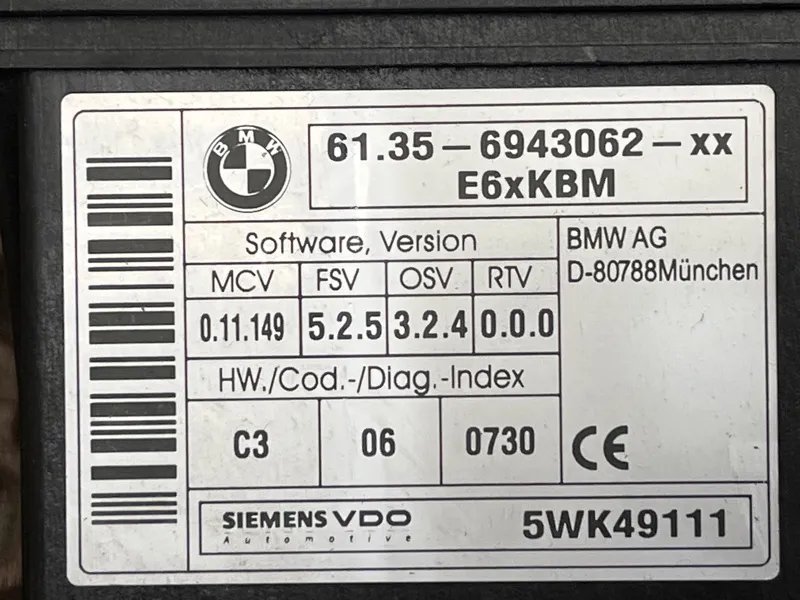 BMW
61.35 – 6943062 – xx
E6xKBM
Software, Version
MCV FSV OSV RTV
0.11.149 5.2.5 3.2.4 0.0.0
HW./Cod.-/Diag.-Index
C3 06 0730
BMW AG
D-80788München
CE
SIEMENS VDO
Automotive
5WK49111